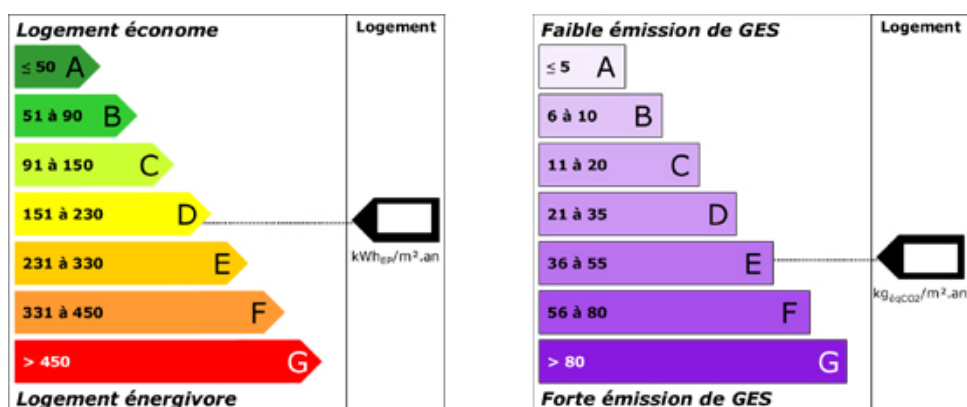 Logement économe
Logement
≤ 50 A
51 à 90 B
91 à 150 C
151 à 230 D
231 à 330 E
331 à 450 F
> 450 G
kWhEP/m².an
Logement énergivore
Faible émission de GES
Logement
≤ 5 A
6 à 10 B
11 à 20 C
21 à 35 D
36 à 55 E
56 à 80 F
> 80 G
kgéqCO2/m².an
Forte émission de GES